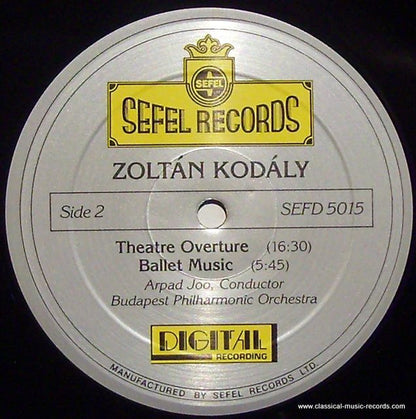 SEFEL
SEFEL RECORDS
ZOLTÁN KODÁLY
Side 2
SEFD 5015
Theatre Overture (16:30)
Ballet Music (5:45)
Arpad Joo, Conductor
Budapest Philharmonic Orchestra
DIGITAL
RECORDING
MANUFACTURED BY SEFEL RECORDS LTD.
www.classical-music-records.com